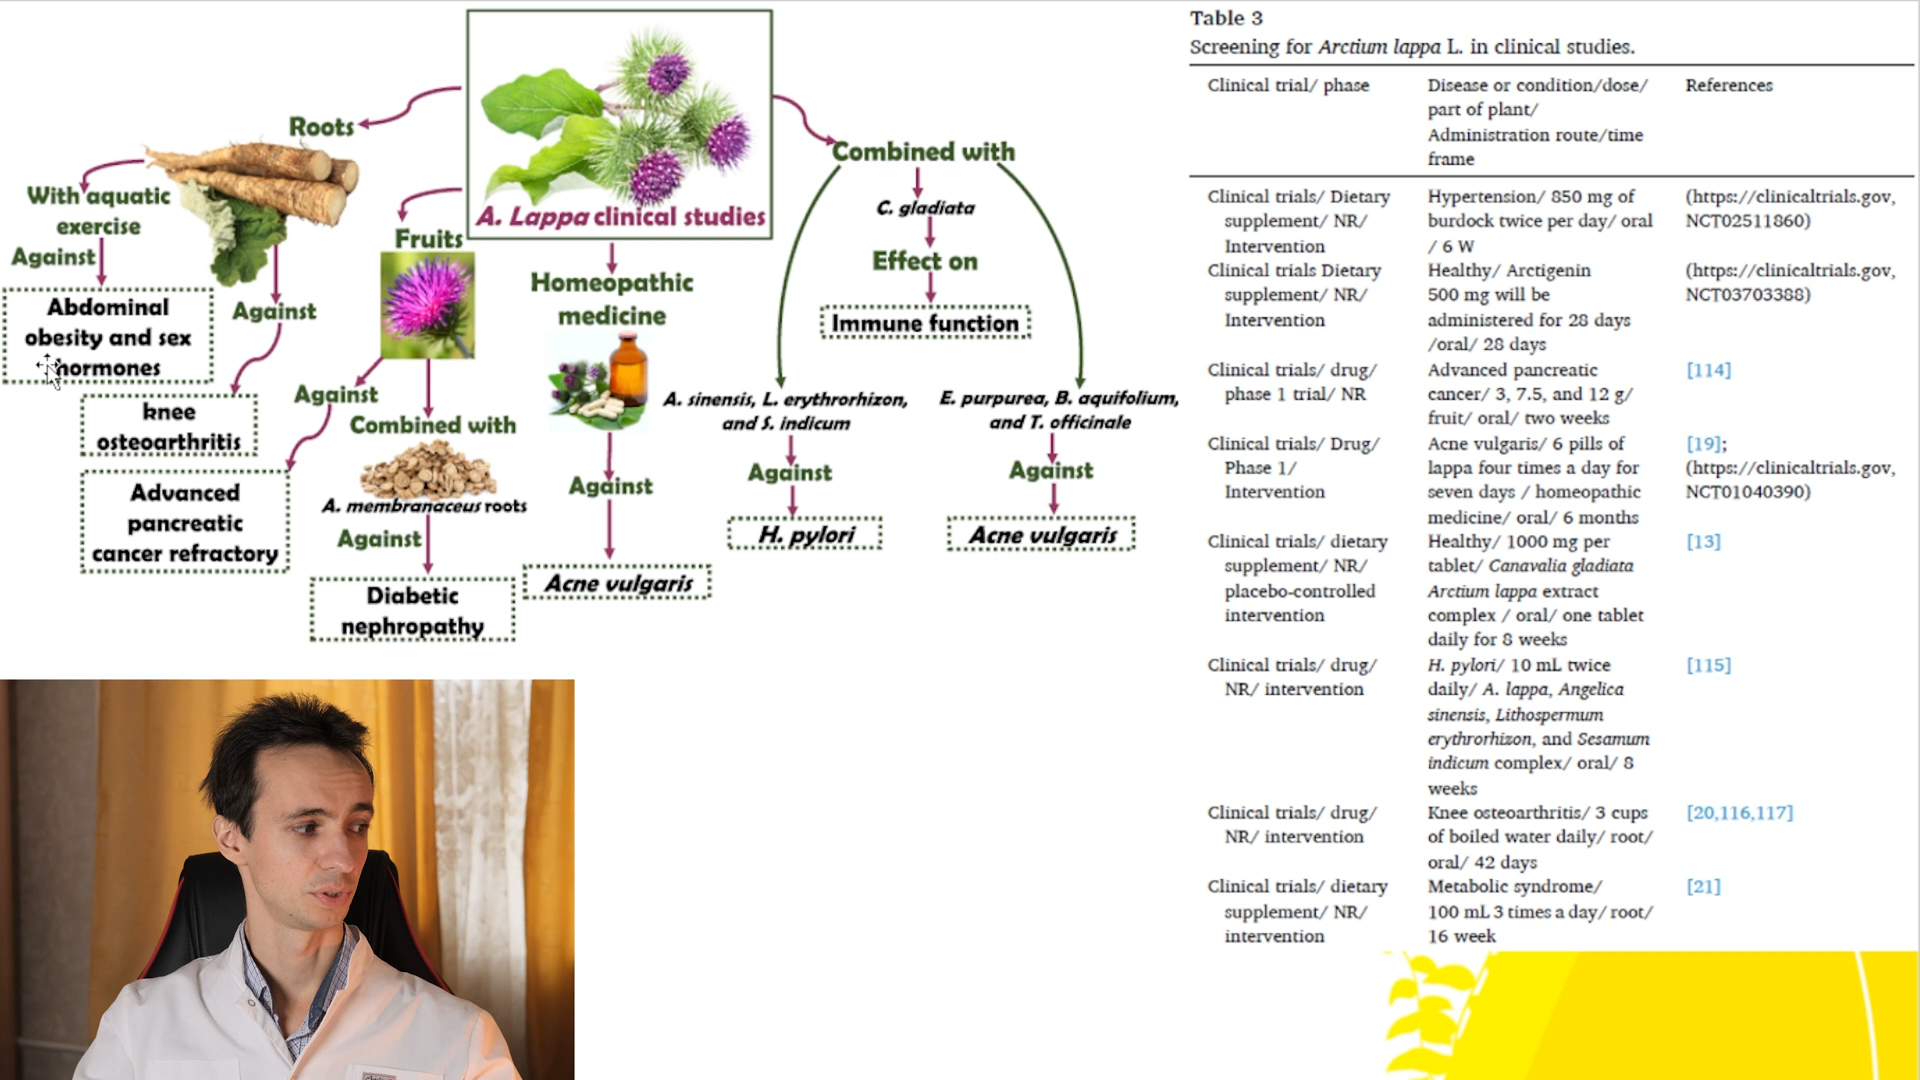 A. Lappa clinical studies
Roots
With aquatic
exercise
Against
Abdominal
obesity and sex
hormones
Against
knee
osteoarthritis
Fruits
Against
Advanced
pancreatic
cancer refractory
Combined with
A. membranaceus roots
Against
Diabetic
nephropathy
Homeopathic
medicine
Against
Acne vulgaris
Combined with
C. gladiata
Effect on
Immune function
A. sinensis, L. erythrorhizon,
and S. indicum
Against
H. pylori
E. purpurea, B. aquifolium,
and T. officinale
Against
Acne vulgaris
Table 3
Screening for Arctium lappa L. in clinical studies.
Clinical trial/ phase
Disease or condition/dose/
part of plant/
Administration route/time
frame
References
Clinical trials/ Dietary
supplement/ NR/
Intervention
Hypertension/ 850 mg of
burdock twice per day/ oral
/ 6 W
(https://clinicaltrials.gov,
NCT02511860)
Clinical trials Dietary
supplement/ NR/
Intervention
Healthy/ Arctigenin
500 mg will be
administered for 28 days
/oral/ 28 days
(https://clinicaltrials.gov,
NCT03703388)
Clinical trials/ drug/
phase 1 trial/ NR
Advanced pancreatic
cancer/ 3, 7.5, and 12 g/
fruit/ oral/ two weeks
[114]
Clinical trials/ Drug/
Phase 1/
Intervention
Acne vulgaris/ 6 pills of
lappa four times a day for
seven days / homeopathic
medicine/ oral/ 6 months
[19];
(https://clinicaltrials.gov,
NCT01040390)
Clinical trials/ dietary
supplement/ NR/
placebo-controlled
intervention
Healthy/ 1000 mg per
tablet/ Canavalia gladiata
Arctium lappa extract
complex / oral/ one tablet
daily for 8 weeks
[13]
Clinical trials/ drug/
NR/ intervention
H. pylori/ 10 mL twice
daily/ A. lappa, Angelica
sinensis, Lithospermum
erythrorhizon, and Sesamum
indicum complex/ oral/ 8
weeks
[115]
Clinical trials/ drug/
NR/ intervention
Knee osteoarthritis/ 3 cups
of boiled water daily/ root/
oral/ 42 days
[20,116,117]
Clinical trials/ dietary
supplement/ NR/
intervention
Metabolic syndrome/
100 mL 3 times a day/ root/
16 week
[21]